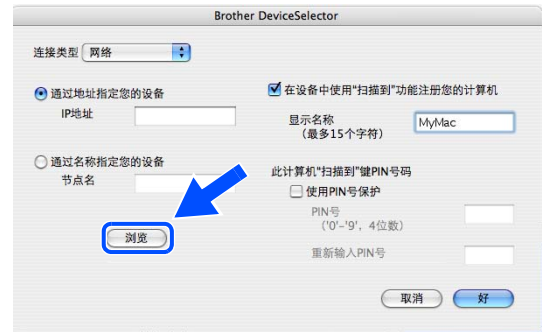 Brother DeviceSelector
连接类型 网络
通过地址指定您的设备
IP地址
通过名称指定您的设备
节点名
浏览
在设备中使用“扫描到”功能注册您的计算机
显示名称 MyMac
（最多15个字符）
此计算机“扫描到”键PIN号码
使用PIN号保护
PIN号
（'0'-'9'，4位数）
重新输入PIN号
取消 好